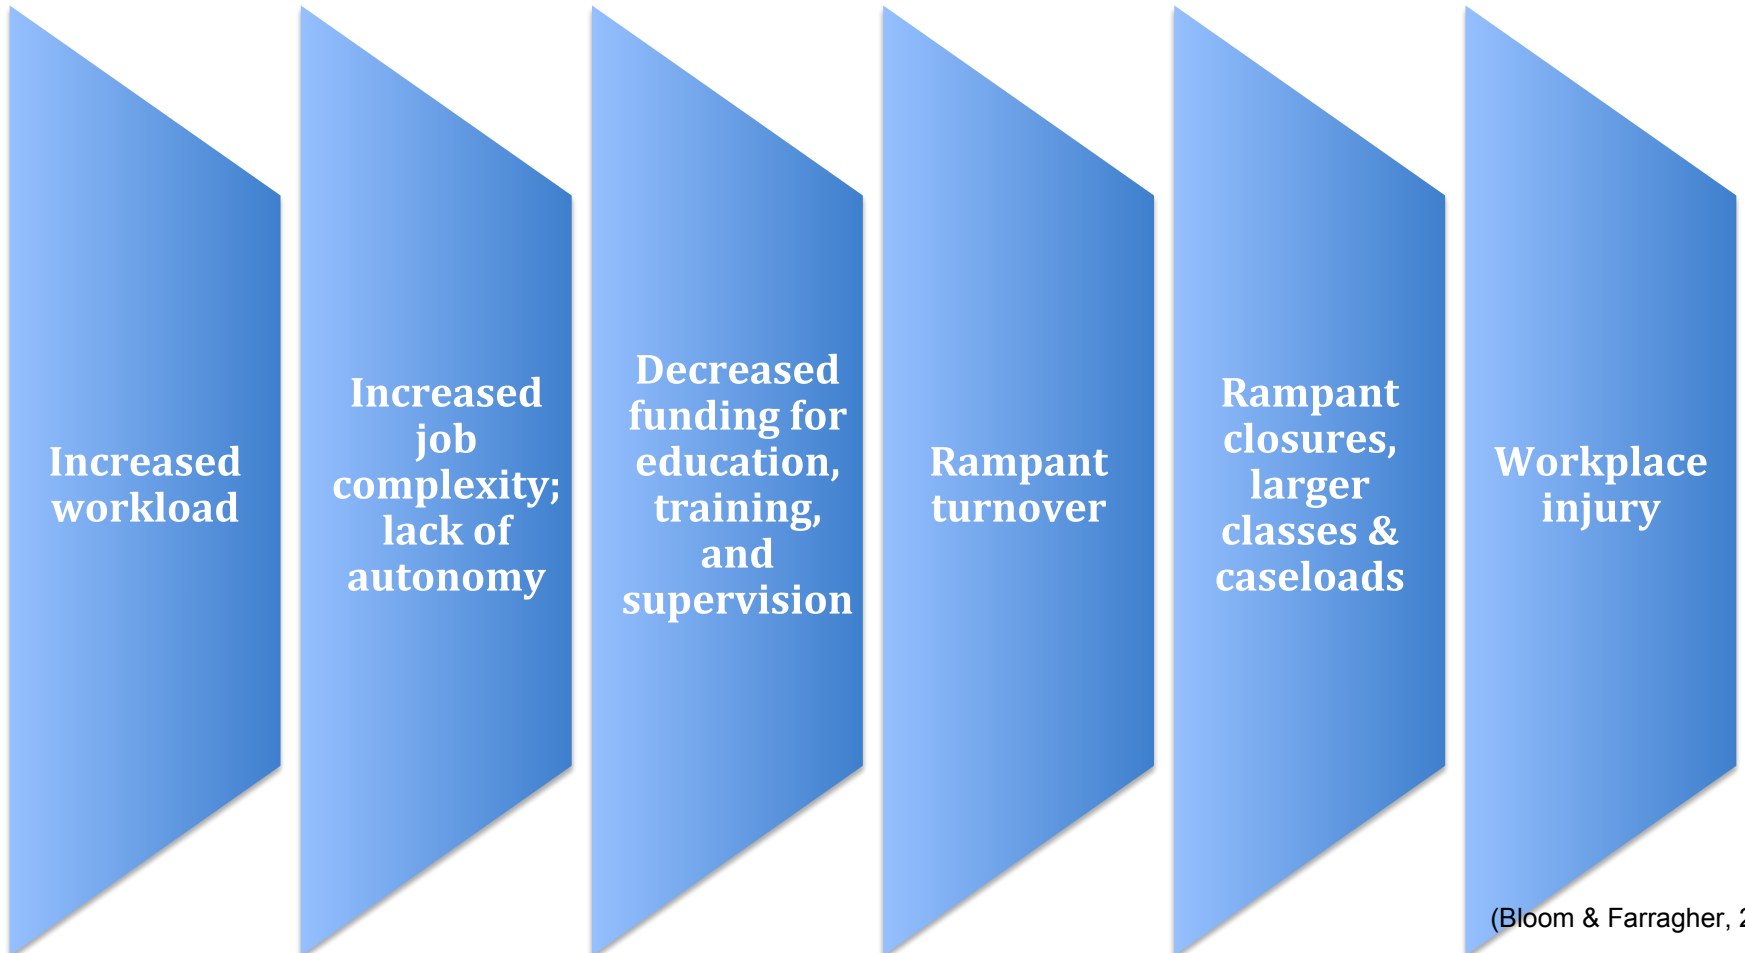 Increased
workload
Increased
job
complexity;
lack of
autonomy
Decreased
funding for
education,
training,
and
supervision
Rampant
turnover
Rampant
closures,
larger
classes &
caseloads
Workplace
injury
(Bloom & Farragher, 2